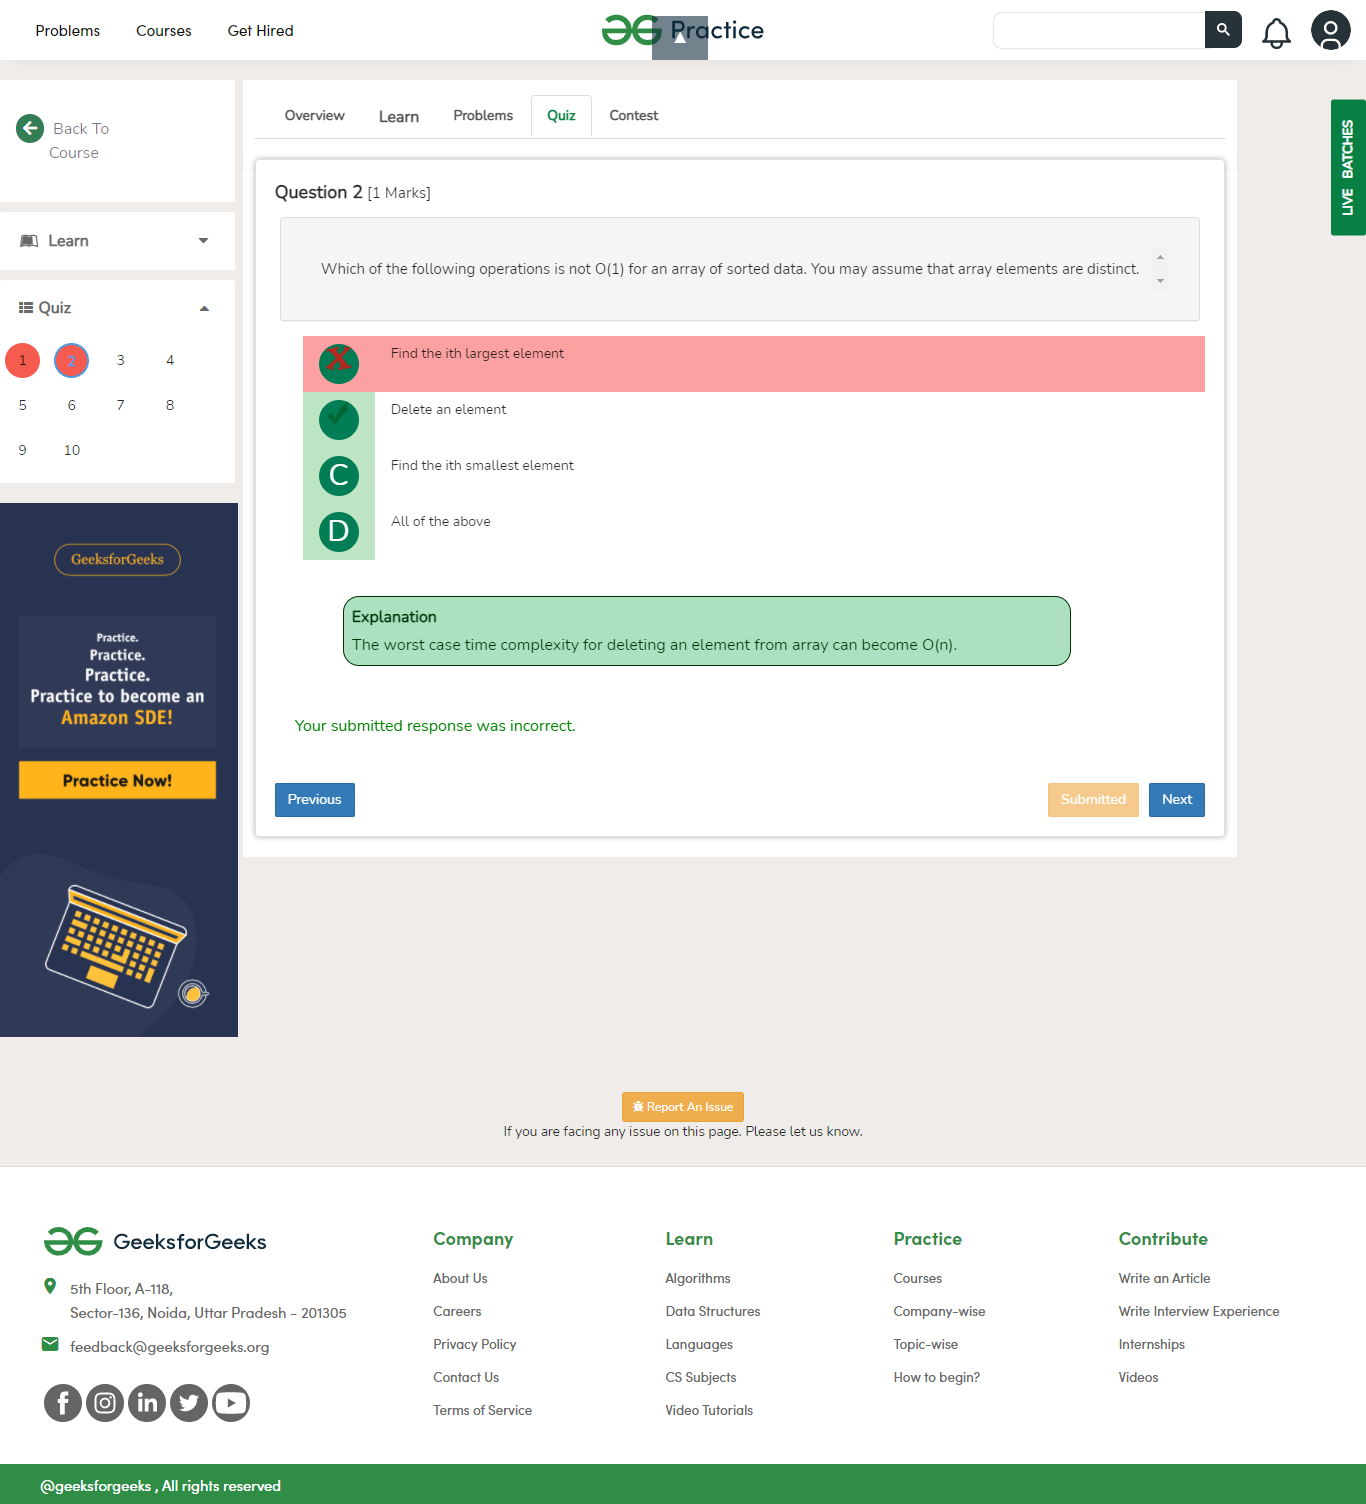 Problems
Courses
Get Hired
Practice
Back To
Course
Learn
Quiz
1
2
3
4
5
6
7
8
9
10
GeeksforGeeks
Practice.
Practice.
Practice.
Practice to become an
Amazon SDE!
Practice Now!
Overview
Learn
Problems
Quiz
Contest
Question 2 [1 Marks]
Which of the following operations is not O(1) for an array of sorted data. You may assume that array elements are distinct.
X
Find the ith largest element
Delete an element
C
Find the ith smallest element
D
All of the above
Explanation
The worst case time complexity for deleting an element from array can become O(n).
Your submitted response was incorrect.
Previous
Submitted
Next
LIVE BATCHES
Report An Issue
If you are facing any issue on this page. Please let us know.
GeeksforGeeks
5th Floor, A-118,
Sector-136, Noida, Uttar Pradesh - 201305
feedback@geeksforgeeks.org
Company
About Us
Careers
Privacy Policy
Contact Us
Terms of Service
Learn
Algorithms
Data Structures
Languages
CS Subjects
Video Tutorials
Practice
Courses
Company-wise
Topic-wise
How to begin?
Contribute
Write an Article
Write Interview Experience
Internships
Videos
@geeksforgeeks , All rights reserved